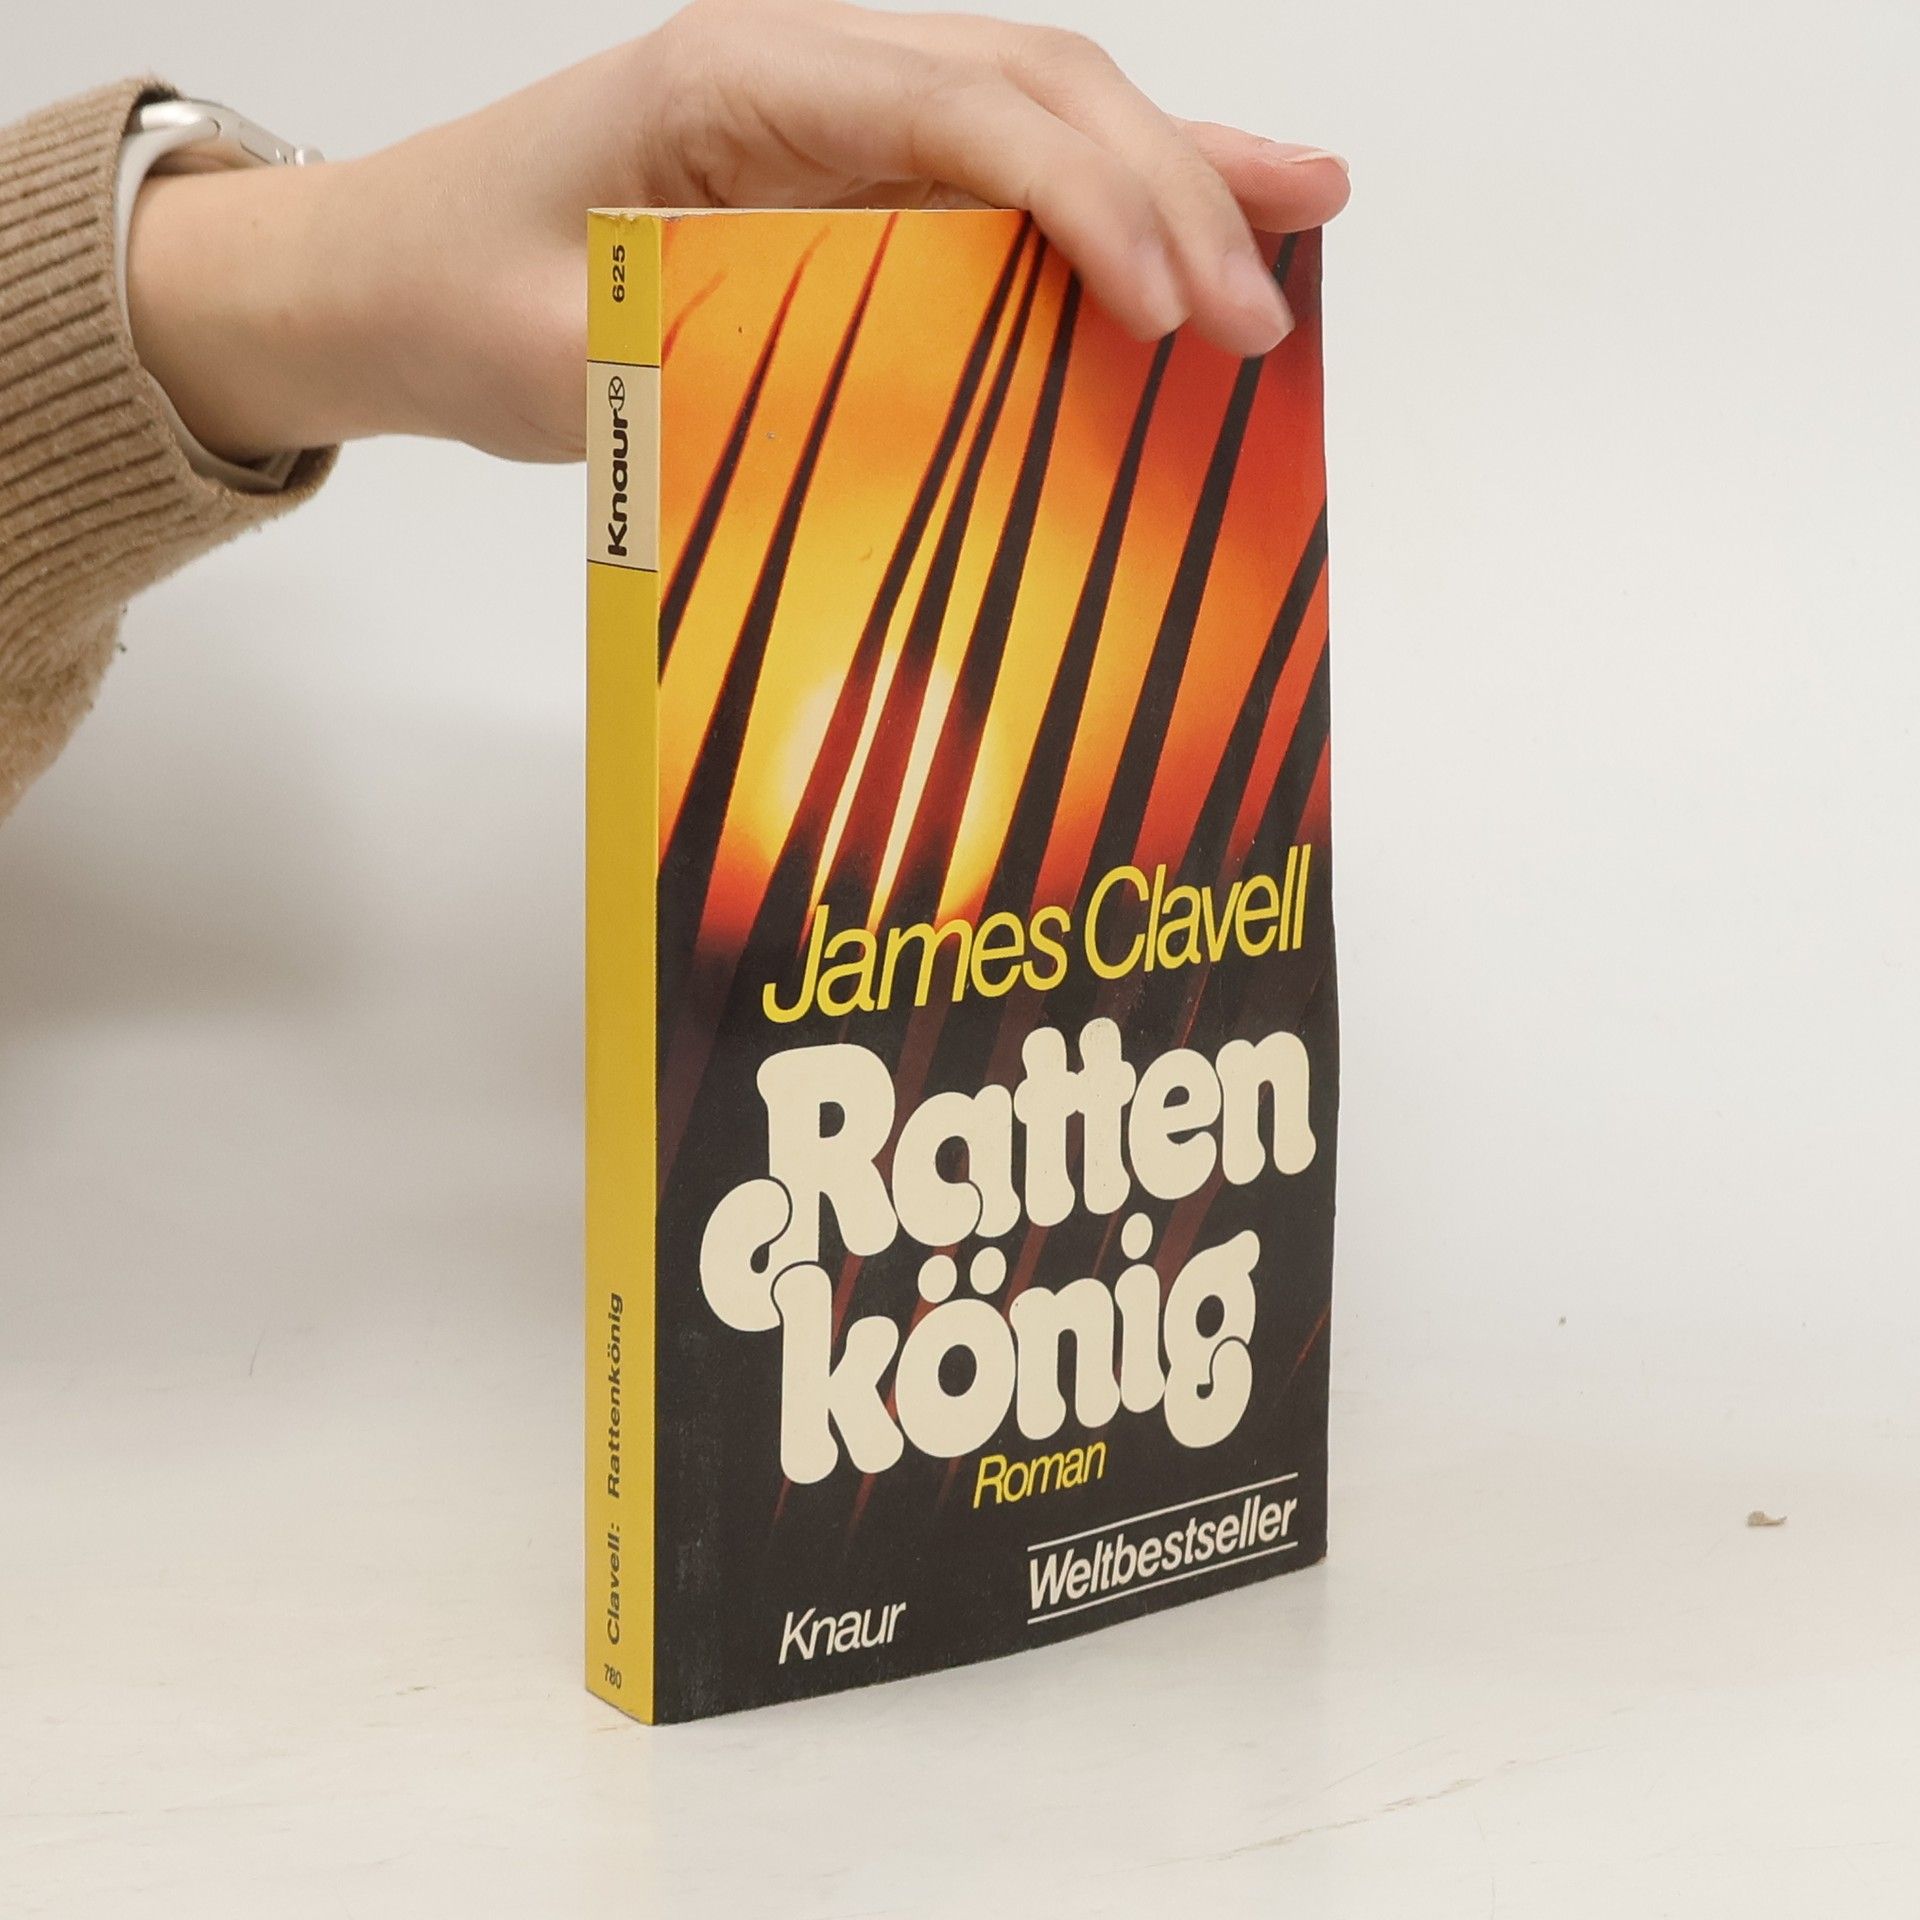 625
Knaur
Clavell: Rattenkönig
780
James Clavell
Ratten
könig
Roman
Weltbestseller
Knaur